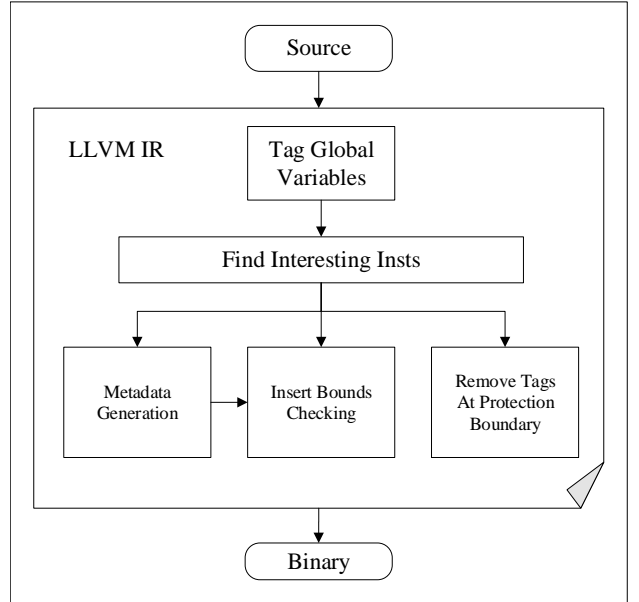 Source
LLVM IR
Tag Global
Variables
Find Interesting Insts
Metadata
Generation
Insert Bounds
Checking
Remove Tags
At Protection
Boundary
Binary